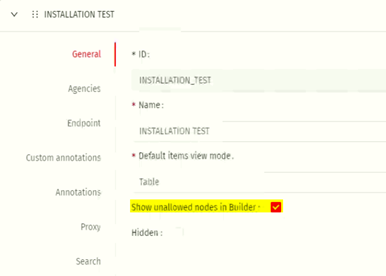 INSTALLATION TEST
General
Agencies
Endpoint
Custom annotations
Annotations
Proxy
Search
* ID:
INSTALLATION_TEST
* Name:
INSTALLATION TEST
* Default items view mode.
Table
Show unallowed nodes in Builder
Hidden :